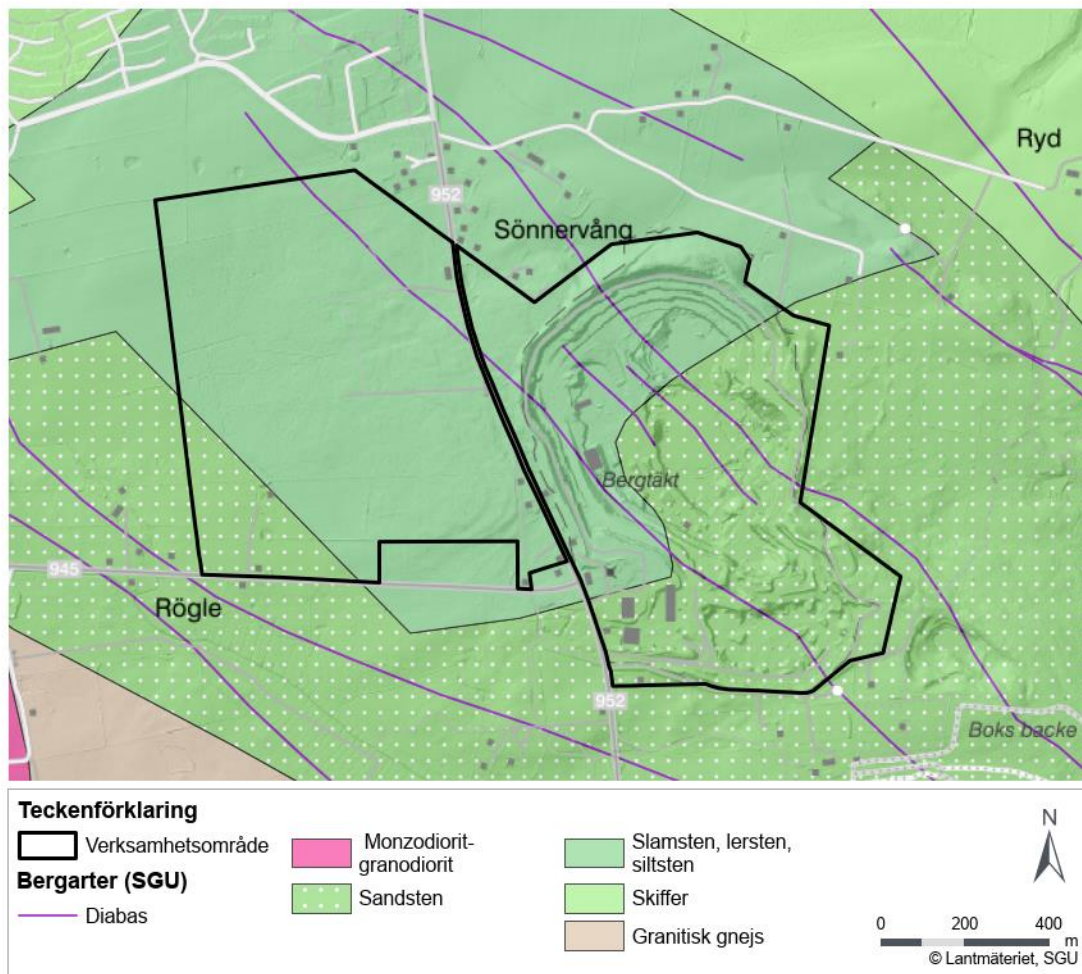 Ryd
952
Sönnervång
Bergtäkt
945
Rögle
952
Boks backe
Teckenförklaring
Verksamhetsområde
Bergarter (SGU)
Diabas
Monzodiorit-
granodiorit
Sandsten
Slamsten, lersten,
siltsten
Skiffer
Granitisk gnejs
N
0 200 400
m
© Lantmäteriet, SGU